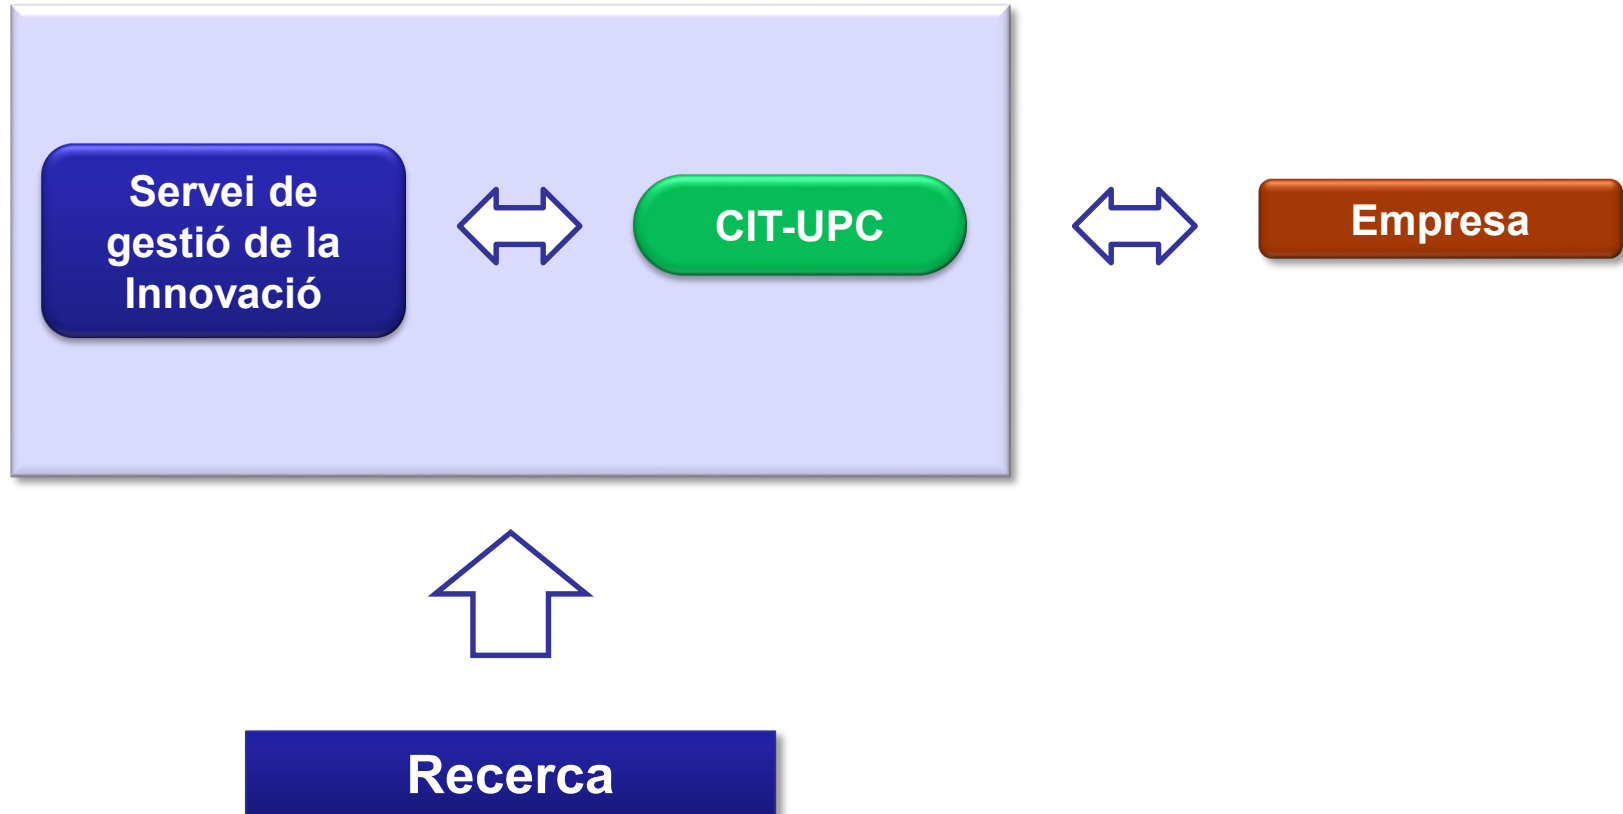 Servei de
gestió de la
Innovació
CIT-UPC
Empresa
Recerca